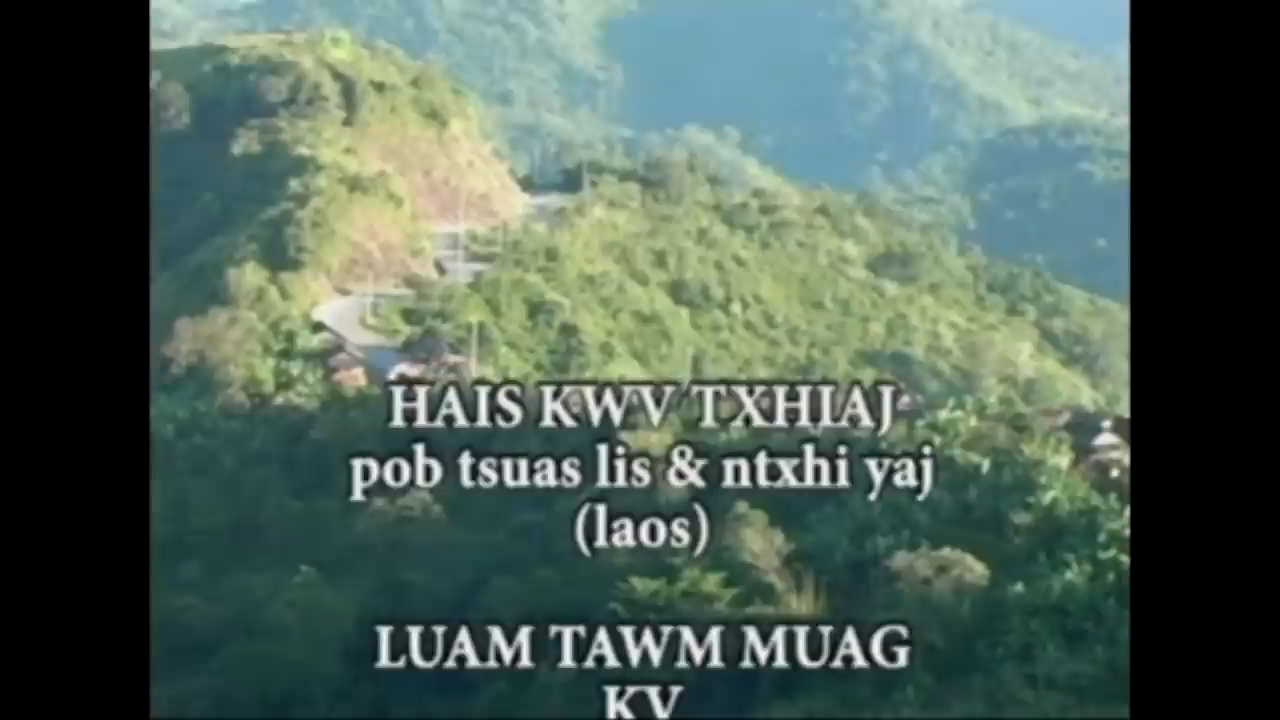 HAIS KWV TXHIAJ
pob tsuas lis & ntxhi yaj
(laos)
LUAM TAWM MUAG
KV